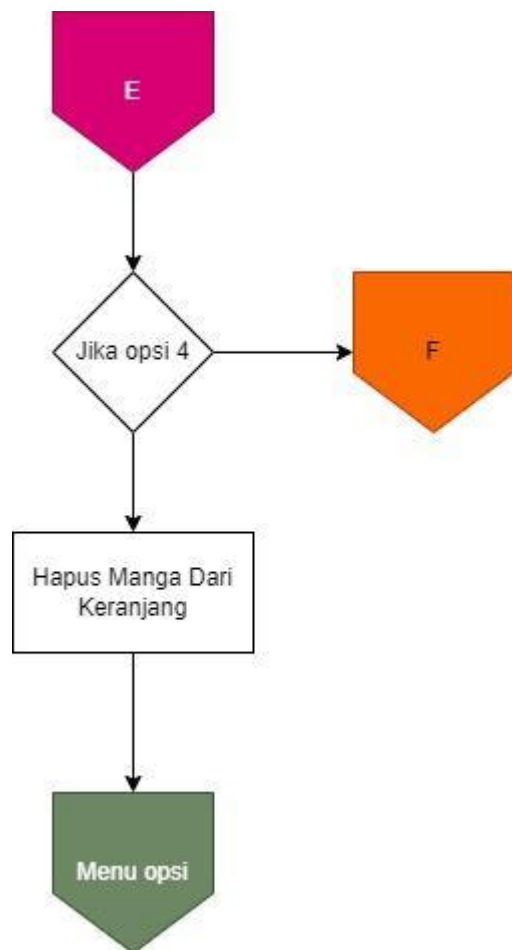 E
Jika opsi 4
F
Hapus Manga Dari
Keranjang
Menu opsi